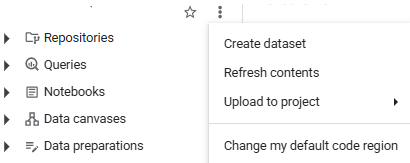 Repositories
Queries
Notebooks
Data canvases
Data preparations
Create dataset
Refresh contents
Upload to project
Change my default code region